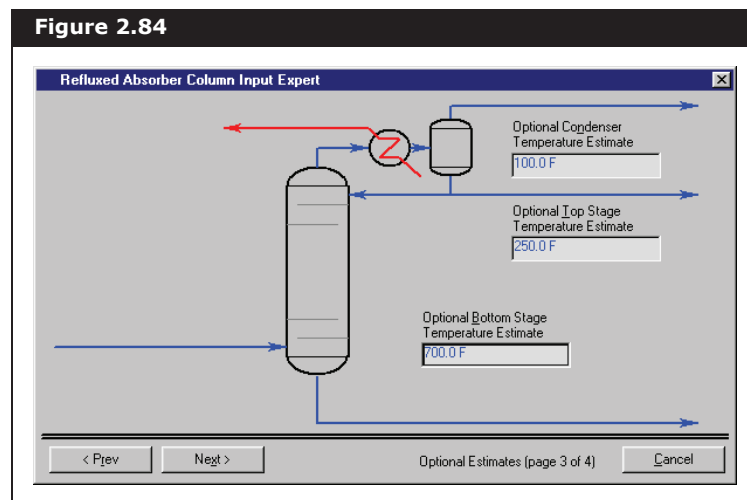 Figure 2.84
Refluxed Absorber Column Input Expert
Optional Condenser
Temperature Estimate
100.0 F
Optional Top Stage
Temperature Estimate
250.0 F
Optional Bottom Stage
Temperature Estimate
700.0 F
< Prev
Next >
Optional Estimates (page 3 of 4)
Cancel